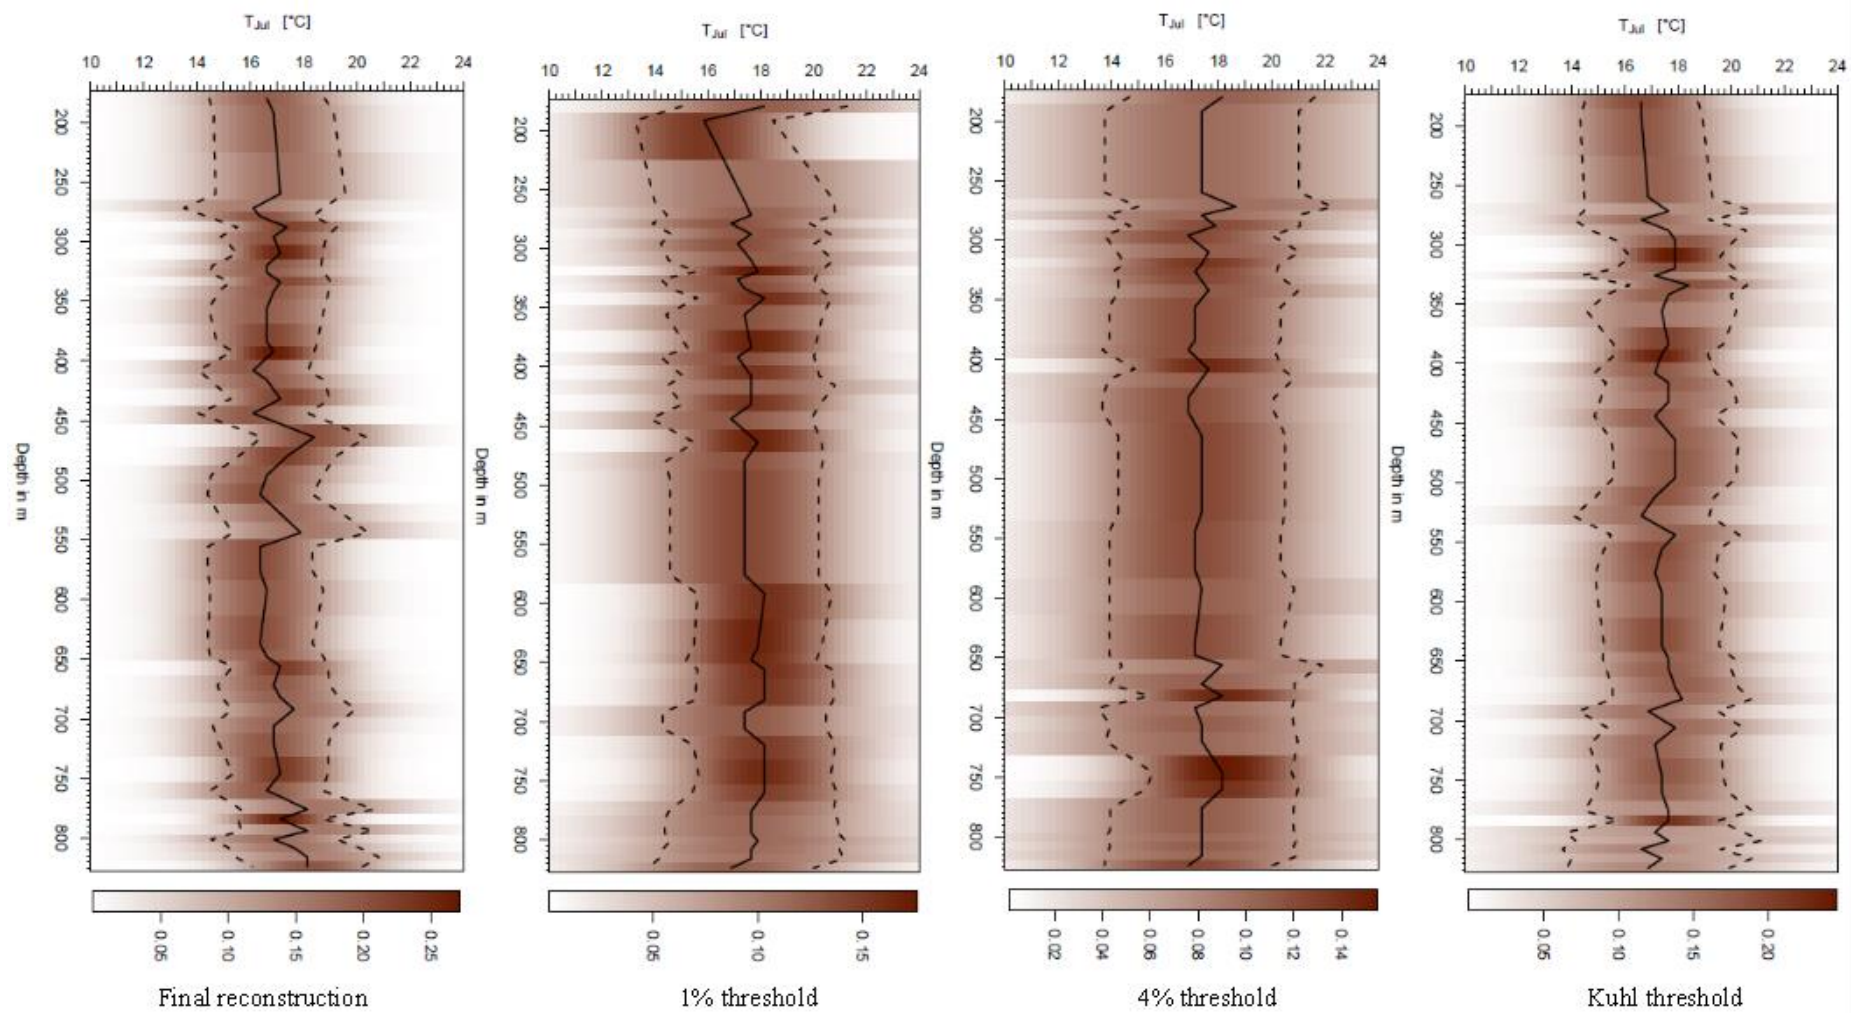 T_Jul [°C]
10 12 14 16 18 20 22 24
200
250
300
350
400
450
500
550
600
650
700
750
800
Depth in m
0.05 0.10 0.15 0.20 0.25
Final reconstruction
T_Jul [°C]
10 12 14 16 18 20 22 24
200
250
300
350
400
450
500
550
600
650
700
750
800
Depth in m
0.05 0.10 0.15
1% threshold
T_Jul [°C]
10 12 14 16 18 20 22 24
200
250
300
350
400
450
500
550
600
650
700
750
800
Depth in m
0.02 0.04 0.06 0.08 0.10 0.12 0.14
4% threshold
T_Jul [°C]
10 12 14 16 18 20 22 24
200
250
300
350
400
450
500
550
600
650
700
750
800
Depth in m
0.05 0.10 0.15 0.20
Kuhl threshold